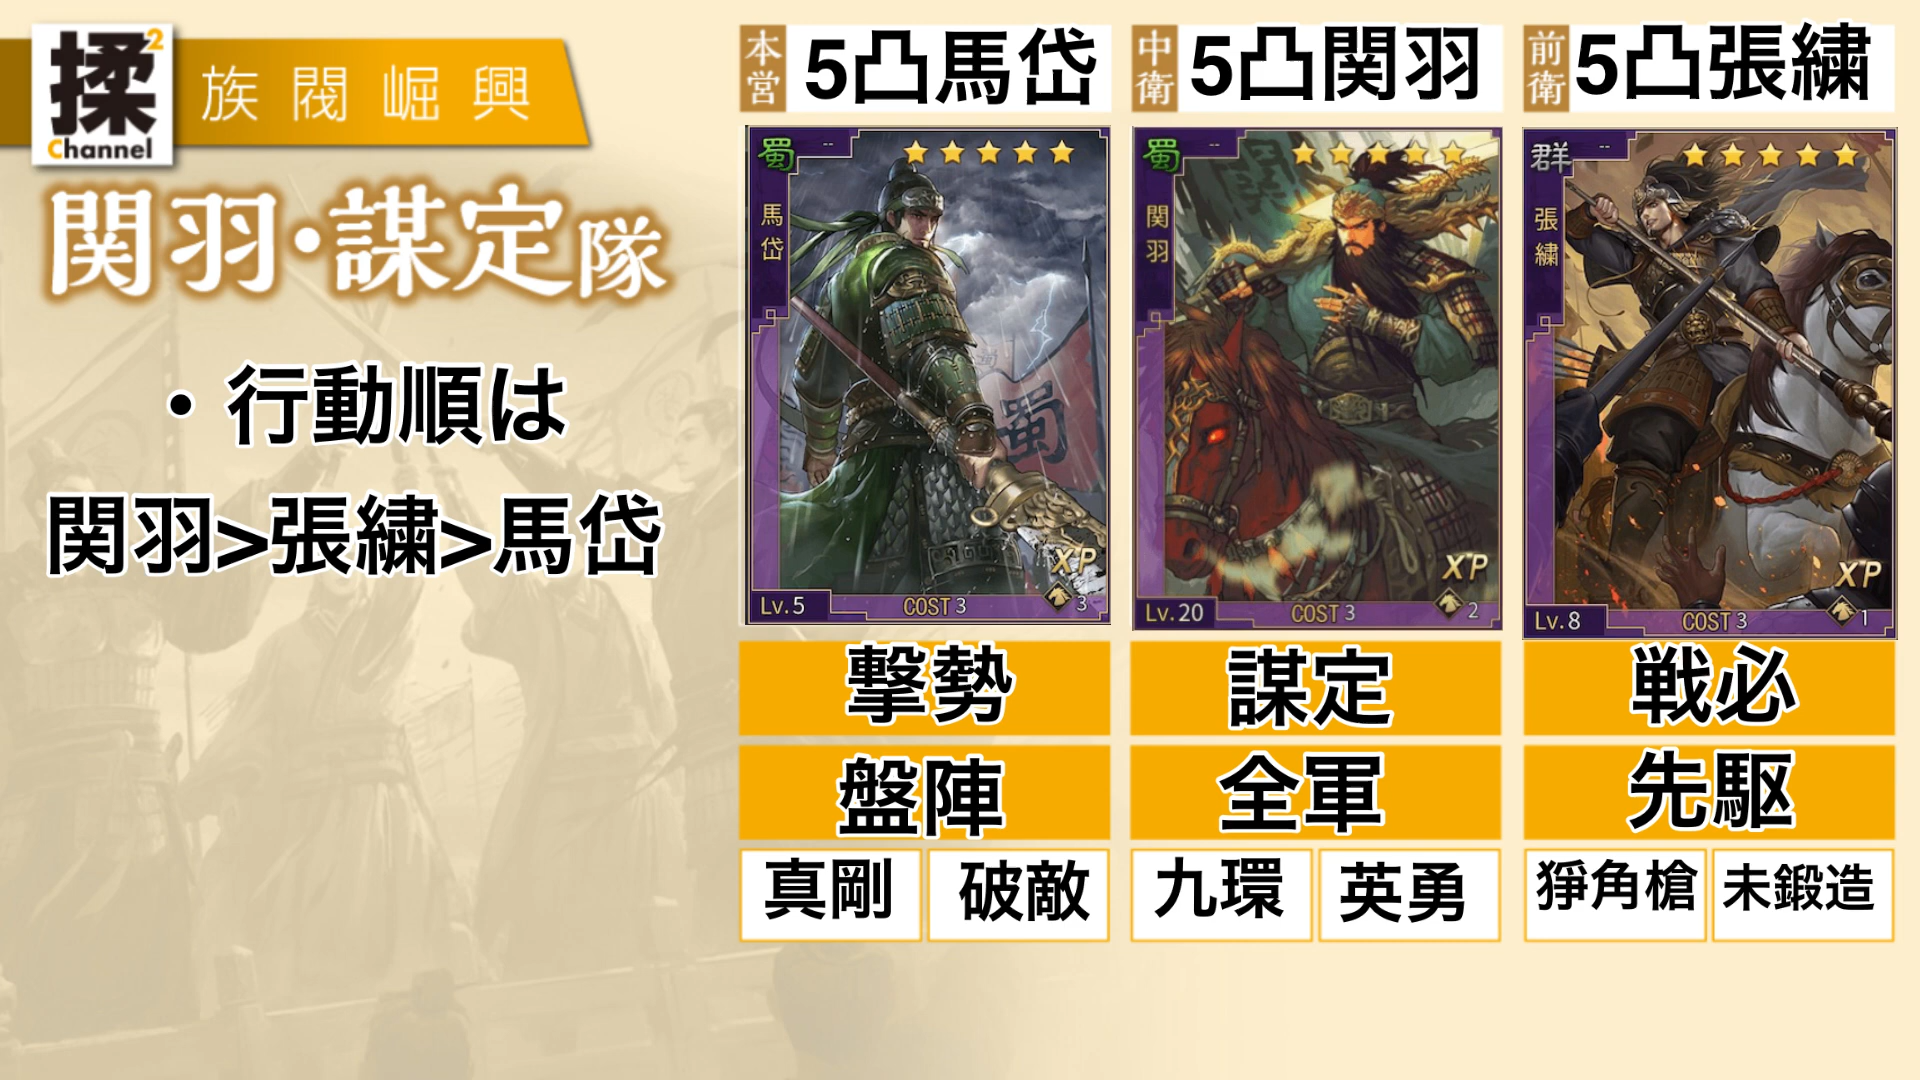 揉2
Channel
族閥崛興
関羽・謀定隊
・行動順は
関羽>張繍>馬岱
本営
5凸馬岱
蜀
--
馬岱
蜀
XP
Lv.5
COST 3
3
撃勢
盤陣
真剛
破敵
中衛
5凸関羽
蜀
--
関羽
XP
Lv.20
COST 3
2
謀定
全軍
九環
英勇
前衛
5凸張繍
群
--
張繍
XP
Lv.8
COST 3
1
戦必
先駆
猙角槍
未鍛造